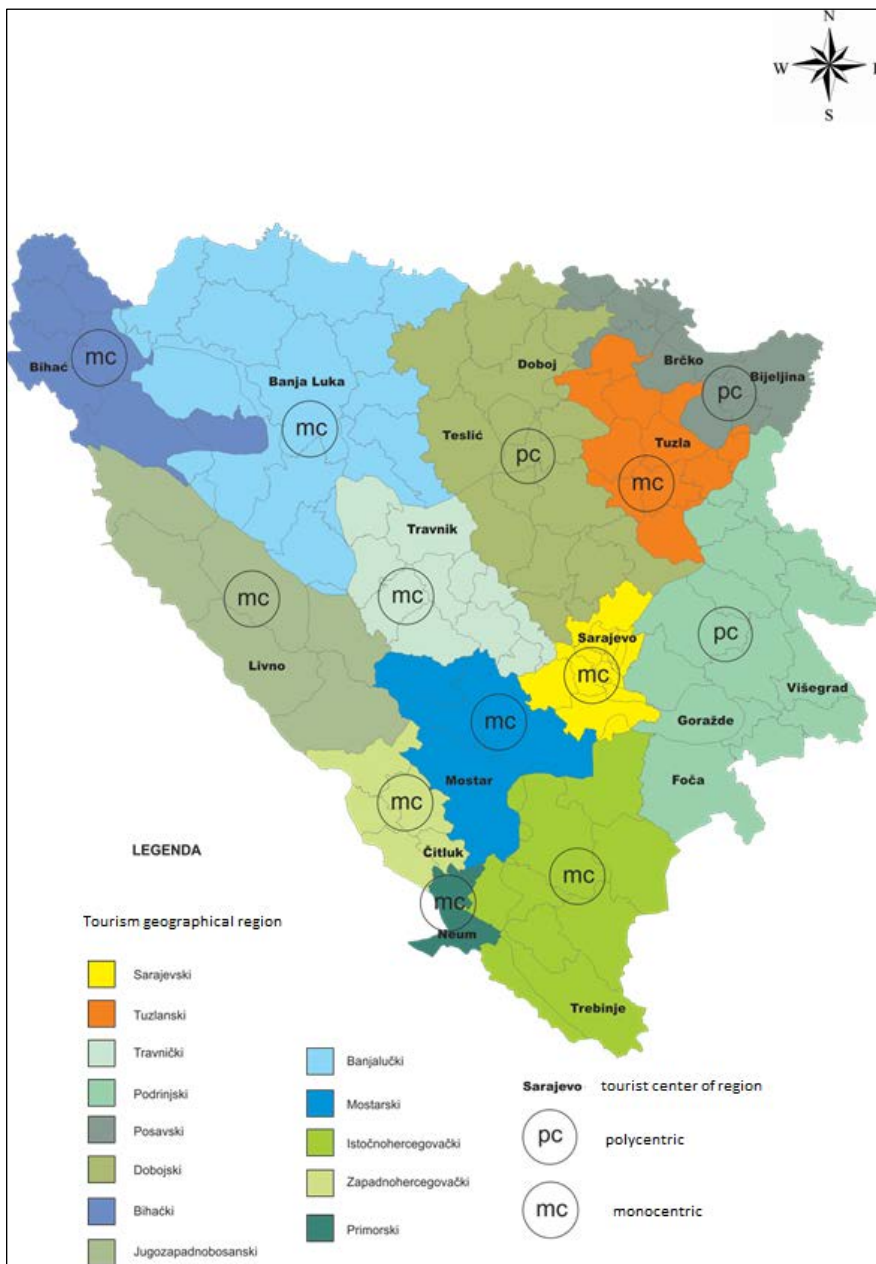 N
W
S
Bihać
mc
Banja Luka
mc
Doboj
Teslić
pc
Brčko
Bijeljina
pc
Tuzla
mc
Travnik
mc
mc
Livno
Sarajevo
mc
pc
Višegrad
Goražde
Foča
mc
Mostar
mc
Čitluk
mc
Neum
mc
Trebinje
LEGENDA
Tourism geographical region
Sarajevski
Tuzlanski
Travnički
Podrinjski
Posavski
Dobojski
Bihaćki
Jugozapadnobosanski
Banjalučki
Mostarski
Istočnohercegovački
Zapadnohercegovački
Primorski
Sarajevo tourist center of region
pc polycentric
mc monocentric